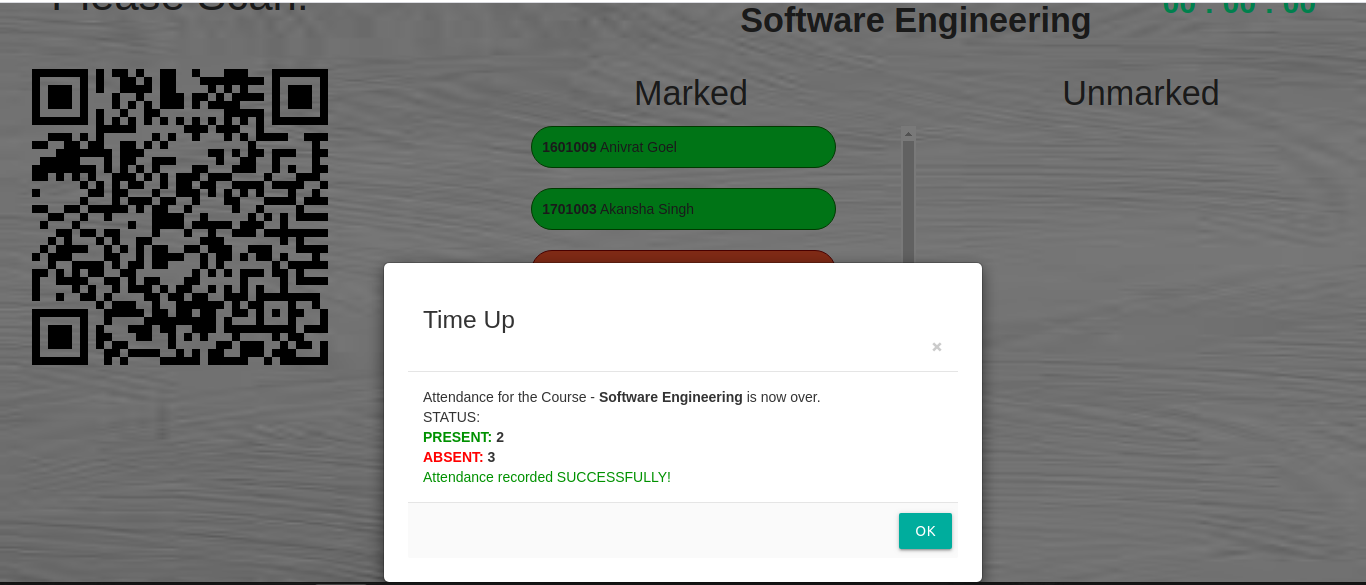 Please Scan:
Software Engineering
00 : 00 : 00
Marked
Unmarked
1601009 Anivrat Goel
1701003 Akansha Singh
Time Up
×
Attendance for the Course - Software Engineering is now over.
STATUS:
PRESENT: 2
ABSENT: 3
Attendance recorded SUCCESSFULLY!
OK